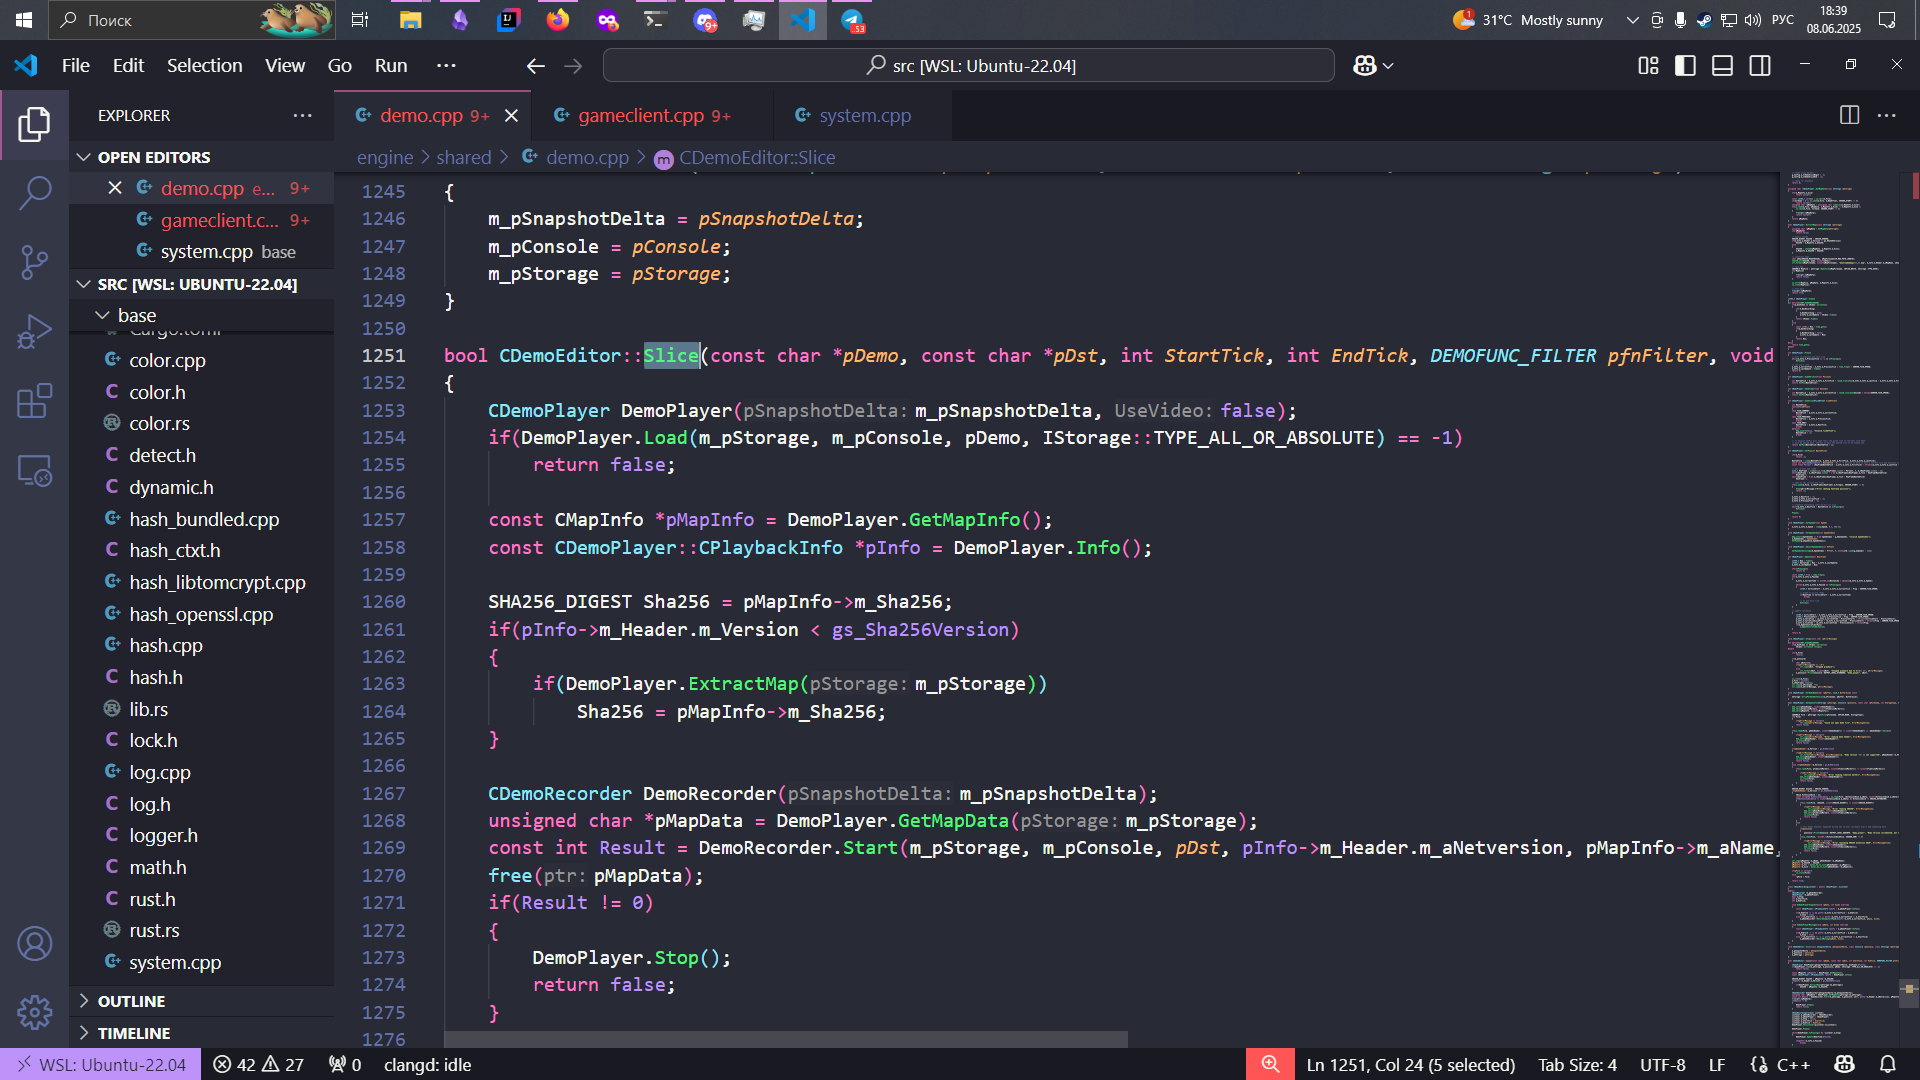 Поиск
9+
.53
1
31°C Mostly sunny
РУС
18:39
08.06.2025
File Edit Selection View Go Run ···
src [WSL: Ubuntu-22.04]
EXPLORER
demo.cpp 9+
gameclient.cpp 9+
system.cpp
engine > shared > demo.cpp > CDemoEditor::Slice
OPEN EDITORS
demo.cpp e... 9+
gameclient.c... 9+
system.cpp base
SRC [WSL: UBUNTU-22.04]
base
Cargo.toml
color.cpp
color.h
color.rs
detect.h
dynamic.h
hash_bundled.cpp
hash_ctxt.h
hash_libtomcrypt.cpp
hash_openssl.cpp
hash.cpp
hash.h
lib.rs
lock.h
log.cpp
log.h
logger.h
math.h
rust.h
rust.rs
system.cpp
OUTLINE
TIMELINE
1245 {
1246 m_pSnapshotDelta = pSnapshotDelta;
1247 m_pConsole = pConsole;
1248 m_pStorage = pStorage;
1249 }
1250
1251 bool CDemoEditor::Slice(const char *pDemo, const char *pDst, int StartTick, int EndTick, DEMOFUNC_FILTER pfnFilter, void
1252 {
1253 CDemoPlayer DemoPlayer(pSnapshotDelta: m_pSnapshotDelta, UseVideo: false);
1254 if(DemoPlayer.Load(m_pStorage, m_pConsole, pDemo, IStorage::TYPE_ALL_OR_ABSOLUTE) == -1)
1255 return false;
1256
1257 const CMapInfo *pMapInfo = DemoPlayer.GetMapInfo();
1258 const CDemoPlayer::CPlaybackInfo *pInfo = DemoPlayer.Info();
1259
1260 SHA256_DIGEST Sha256 = pMapInfo->m_Sha256;
1261 if(pInfo->m_Header.m_Version < gs_Sha256Version)
1262 {
1263 if(DemoPlayer.ExtractMap(pStorage: m_pStorage))
1264 Sha256 = pMapInfo->m_Sha256;
1265 }
1266
1267 CDemoRecorder DemoRecorder(pSnapshotDelta: m_pSnapshotDelta);
1268 unsigned char *pMapData = DemoPlayer.GetMapData(pStorage: m_pStorage);
1269 const int Result = DemoRecorder.Start(m_pStorage, m_pConsole, pDst, pInfo->m_Header.m_aNetversion, pMapInfo->m_aName,
1270 free(ptr: pMapData);
1271 if(Result != 0)
1272 {
1273 DemoPlayer.Stop();
1274 return false;
1275 }
1276
WSL: Ubuntu-22.04 42 27 0 clangd: idle Ln 1251, Col 24 (5 selected) Tab Size: 4 UTF-8 LF C++